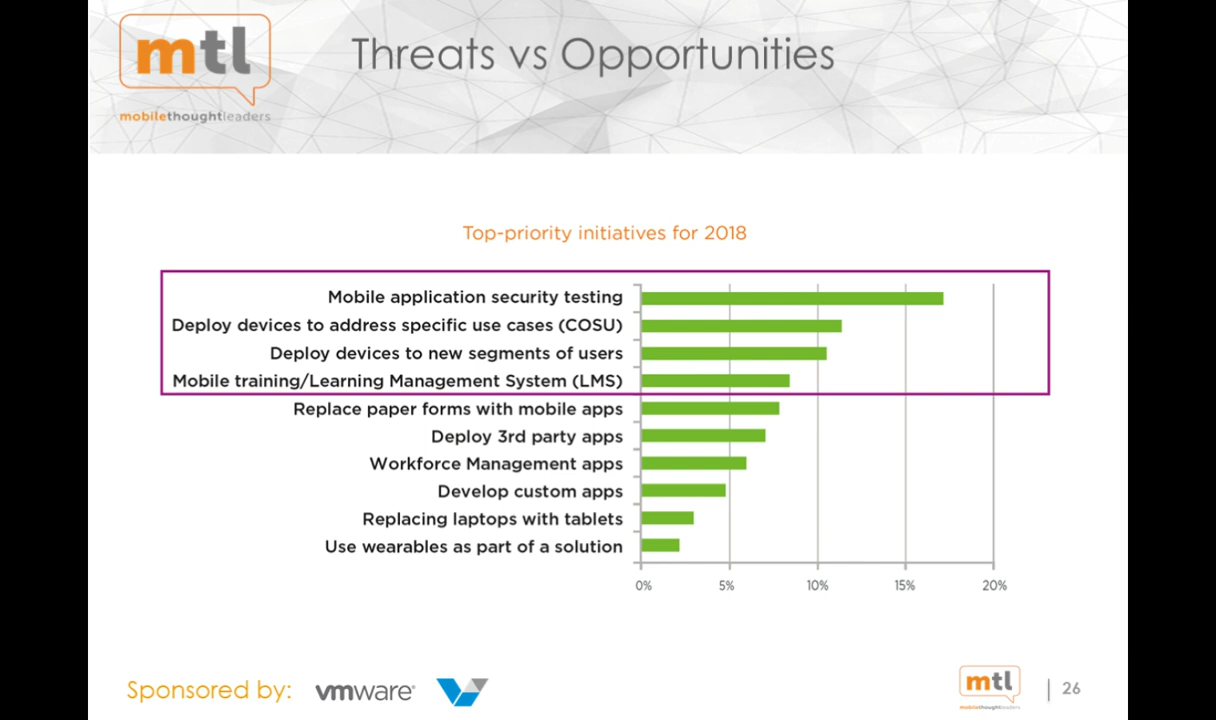 mtl
mobilethoughtleaders
Threats vs Opportunities
Top-priority initiatives for 2018
Mobile application security testing
Deploy devices to address specific use cases (COSU)
Deploy devices to new segments of users
Mobile training/Learning Management System (LMS)
Replace paper forms with mobile apps
Deploy 3rd party apps
Workforce Management apps
Develop custom apps
Replacing laptops with tablets
Use wearables as part of a solution
0% 5% 10% 15% 20%
Sponsored by: vmware®
mtl
mobilethoughtleaders
| 26